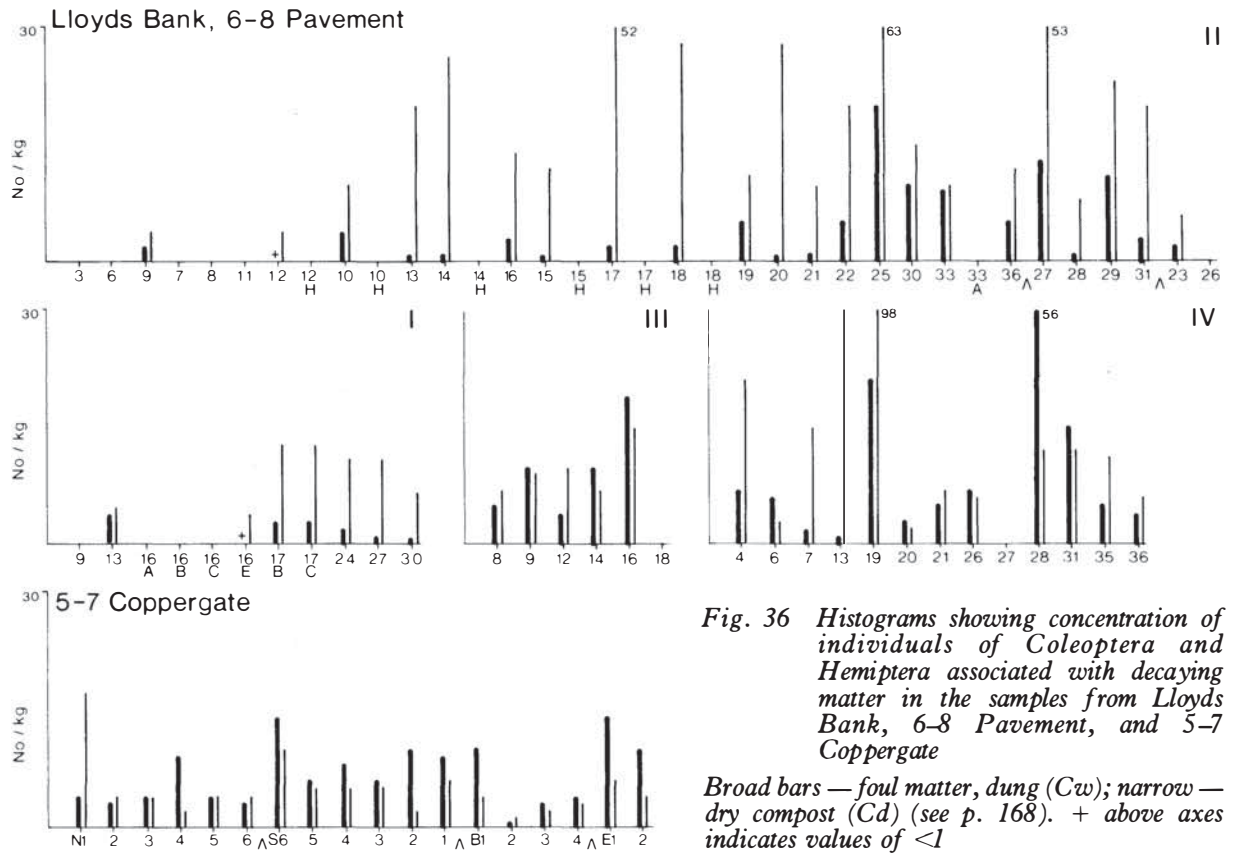 Lloyds Bank, 6-8 Pavement
II
30
52
63
53
No / kg
+
3 6 9 7 8 11 12 12 10 10 13 14 14 16 15 15 17 17 18 18 19 20 21 22 25 30 33 33 36 27 28 29 31 23 26
H H H H H H A Λ Λ
30
I
III
98
56
IV
No / kg
+
9 13 16 16 16 16 17 17 24 27 30
A B C E B C
8 9 12 14 16 18
4 6 7 13 19 20 21 26 27 28 31 35 36
30
5-7 Coppergate
No / kg
N1 2 3 4 5 6 Λ S6 5 4 3 2 1 Λ B1 2 3 4 Λ E1 2
Fig. 36 Histograms showing concentration of
individuals of Coleoptera and
Hemiptera associated with decaying
matter in the samples from Lloyds
Bank, 6–8 Pavement, and 5–7
Coppergate
Broad bars — foul matter, dung (Cw); narrow —
dry compost (Cd) (see p. 168). + above axes
indicates values of <1